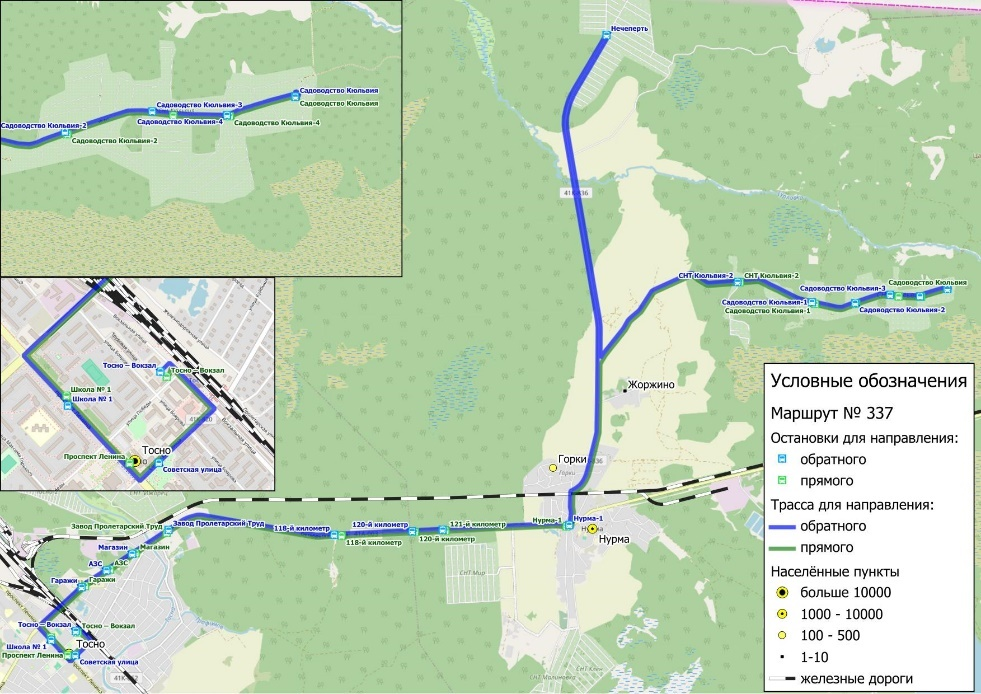 Садоводство Кюльвия
Садоводство Кюльвия
Садоводство Кюльвия-3
Садоводство Кюльвия-4
Садоводство Кюльвия-4
Садоводство Кюльвия-2
Садоводство Кюльвия-2
Нечеперть
СНТ Кюльвия-2
СНТ Кюльвия-2
Садоводство Кюльвия
Садоводство Кюльвия-3
Садоводство Кюльвия-1
Садоводство Кюльвия-1
Садоводство Кюльвия-2
Тосно – Вокзал
Тосно – Вокзал
Школа № 1
Школа № 1
Тосно
Проспект Ленина
Советская улица
Вокзальная улица
Жоржино
Горки
Горки
Нурма-1
Нурма-1
Нурма
Завод Пролетарский Труд
Завод Пролетарский Труд
118-й километр
118-й километр
120-й километр
120-й километр
121-й километр
Магазин
Магазин
АЗС
АЗС
Гаражи
Гаражи
СНТ Мир
Тосно – Вокзал
Тосно – Вокзал
Школа № 1
Тосно
Проспект Ленина
Советская улица
Условные обозначения
Маршрут № 337
Остановки для направления:
обратного
прямого
Трасса для направления:
обратного
прямого
Населённые пункты
больше 10000
1000 - 10000
100 - 500
1-10
железные дороги